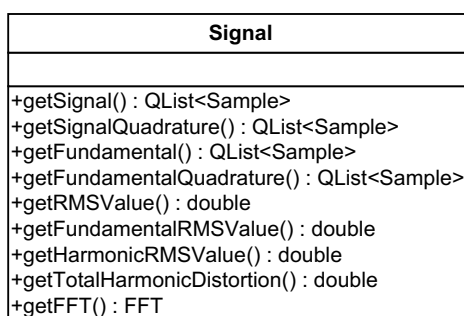 Signal
+getSignal() : QList<Sample>
+getSignalQuadrature() : QList<Sample>
+getFundamental() : QList<Sample>
+getFundamentalQuadrature() : QList<Sample>
+getRMSValue() : double
+getFundamentalRMSValue() : double
+getHarmonicRMSValue() : double
+getTotalHarmonicDistortion() : double
+getFFT() : FFT